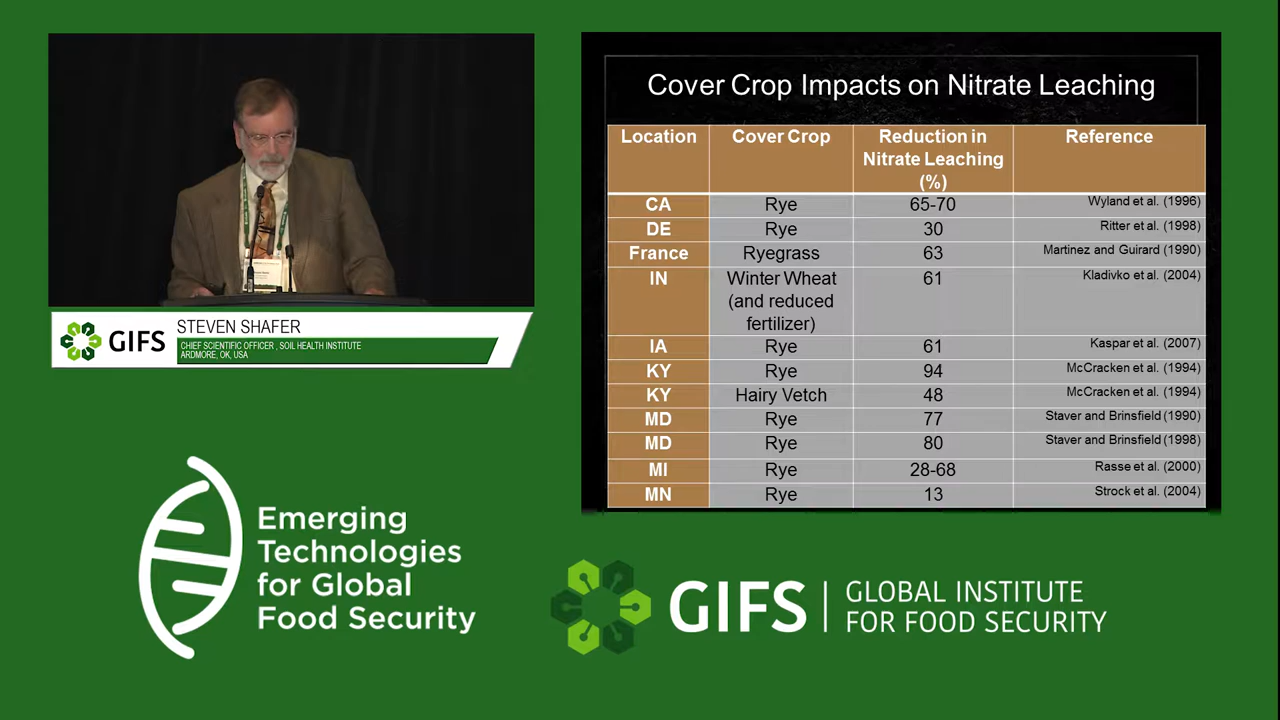 Cover Crop Impacts on Nitrate Leaching
Location Cover Crop Reduction in Nitrate Leaching (%) Reference
CA Rye 65-70 Wyland et al. (1996)
DE Rye 30 Ritter et al. (1998)
France Ryegrass 63 Martinez and Guirard (1990)
IN Winter Wheat (and reduced fertilizer) 61 Kladivko et al. (2004)
IA Rye 61 Kaspar et al. (2007)
KY Rye 94 McCracken et al. (1994)
KY Hairy Vetch 48 McCracken et al. (1994)
MD Rye 77 Staver and Brinsfield (1990)
MD Rye 80 Staver and Brinsfield (1998)
MI Rye 28-68 Rasse et al. (2000)
MN Rye 13 Strock et al. (2004)
GIFS
STEVEN SHAFER
CHIEF SCIENTIFIC OFFICER , SOIL HEALTH INSTITUTE
ARDMORE, OK, USA
Emerging
Technologies
for Global
Food Security
GIFS
GLOBAL INSTITUTE
FOR FOOD SECURITY